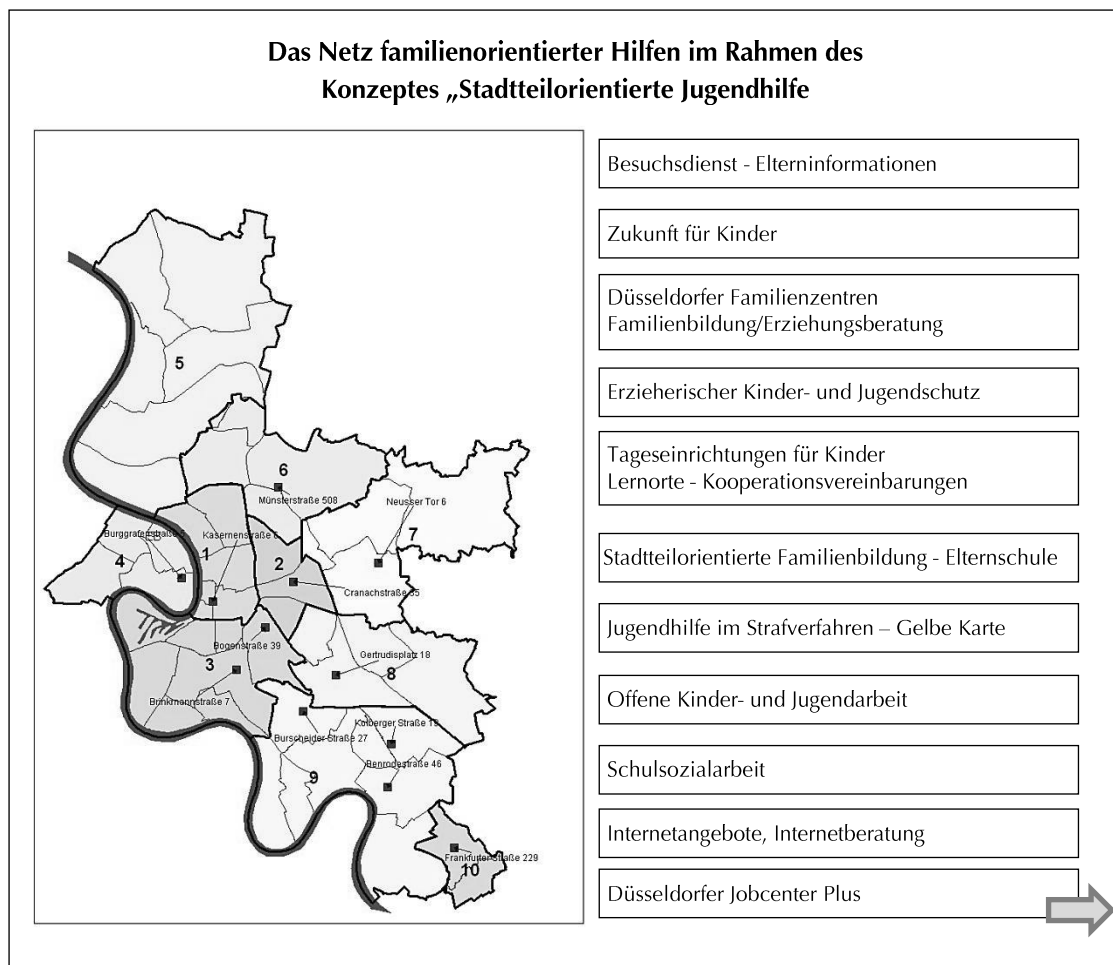 Das Netz familienorientierter Hilfen im Rahmen des
Konzeptes „Stadtteilorientierte Jugendhilfe
5
6
Münsterstraße 508
Neusser Tor 6
7
Kasernenstraße 6
1
4
2
Cranachstraße 35
Bogenstraße 39
Gertrudisplatz 18
3
8
Brinkmannstraße 7
Burscheider Straße 27
Benrodestraße 46
9
Frankfurter Straße 229
10
Besuchsdienst - Elterninformationen
Zukunft für Kinder
Düsseldorfer Familienzentren
Familienbildung/Erziehungsberatung
Erzieherischer Kinder- und Jugendschutz
Tageseinrichtungen für Kinder
Lernorte - Kooperationsvereinbarungen
Stadtteilorientierte Familienbildung - Elternschule
Jugendhilfe im Strafverfahren – Gelbe Karte
Offene Kinder- und Jugendarbeit
Schulsozialarbeit
Internetangebote, Internetberatung
Düsseldorfer Jobcenter Plus